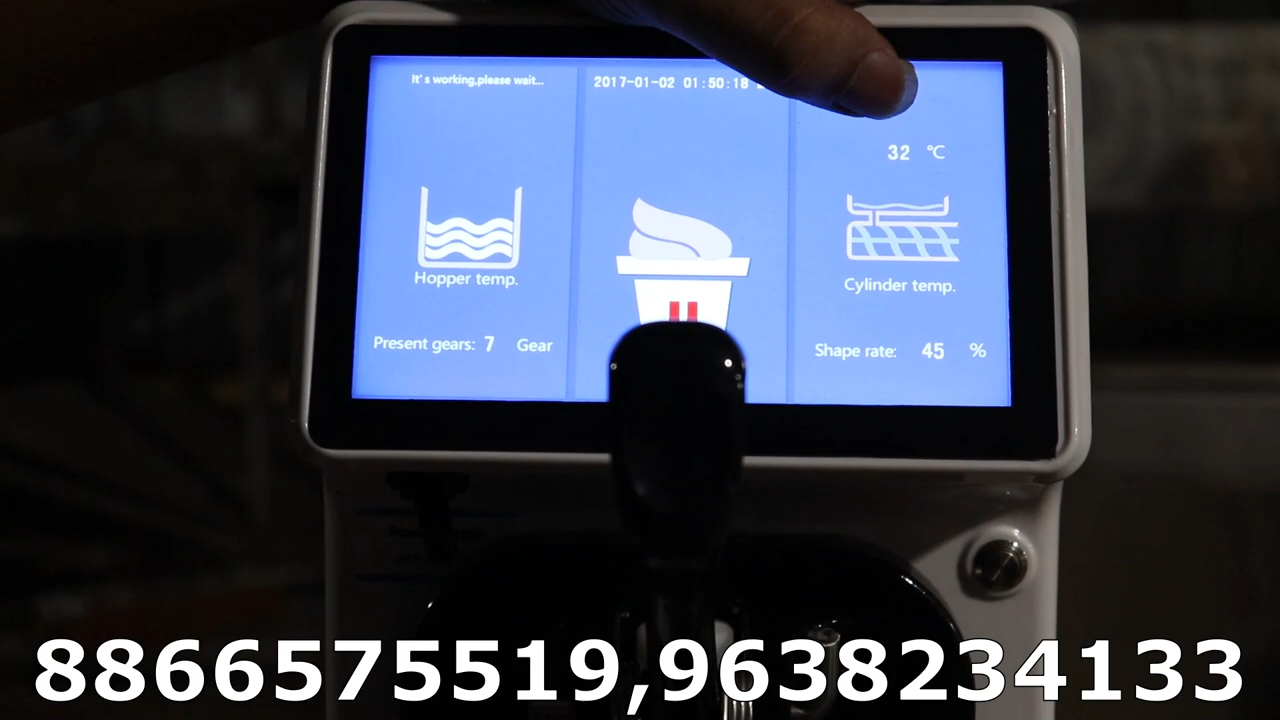 It's working,please wait...
2017-01-02 01:50:18
32 ℃
Hopper temp.
Cylinder temp.
Present gears: 7 Gear
Shape rate: 45 %
8866575519,9638234133